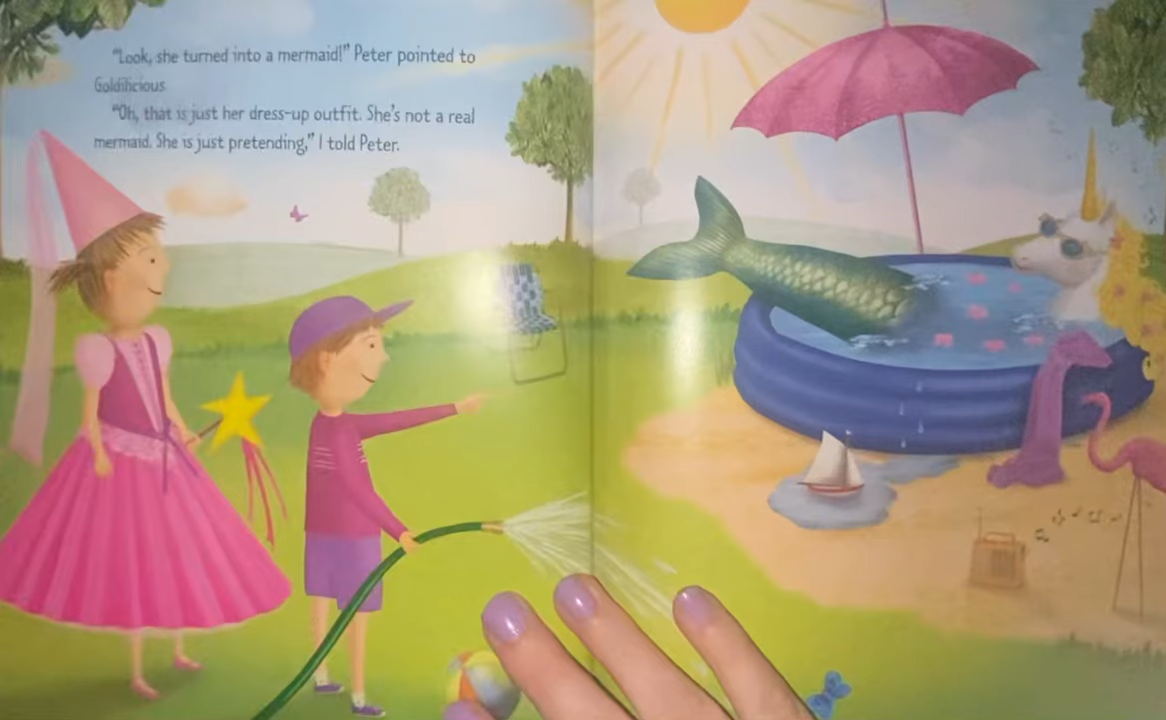 "Look, she turned into a mermaid!" Peter pointed to
Goldilicious.
"Oh, that is just her dress-up outfit. She's not a real
mermaid. She is just pretending," I told Peter.